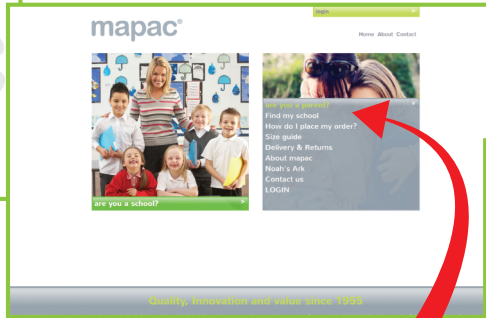 login
mapac®
Home About Contact
are you a parent?
Find my school
How do I place my order?
Size guide
Delivery & Returns
About mapac
Noah's Ark
Contact us
LOGIN
are you a school?
Quality, innovation and value since 1955